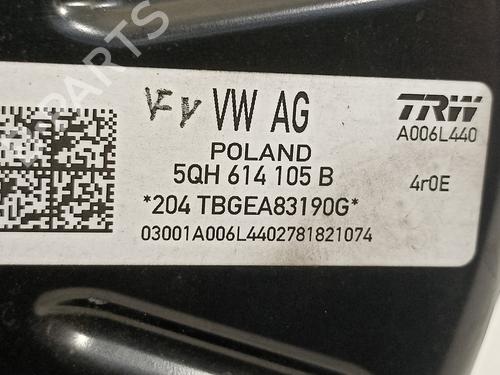 VW AG
TRW
A006L440
POLAND
5QH 614 105 B
4r0E
*204 TBGEA83190G*
03001A006L4402781821074